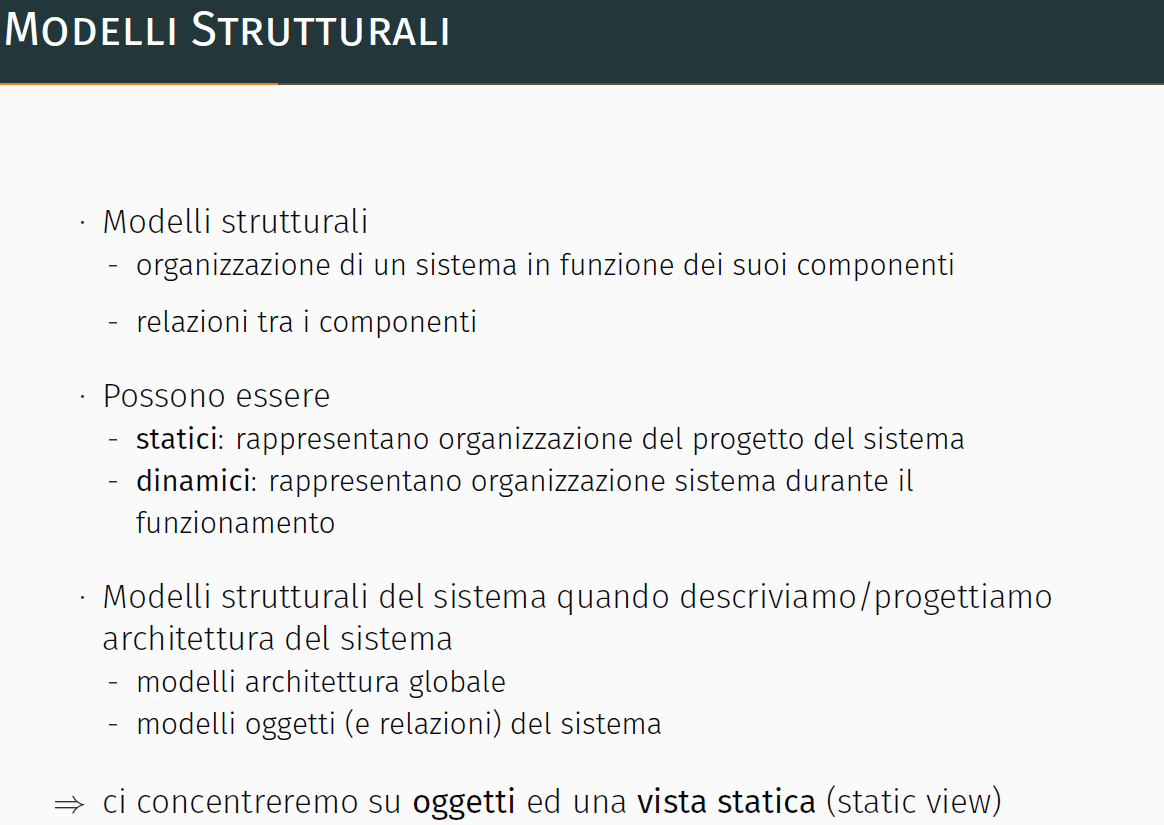 Modelli Strutturali
· Modelli strutturali
- organizzazione di un sistema in funzione dei suoi componenti
- relazioni tra i componenti
· Possono essere
- statici: rappresentano organizzazione del progetto del sistema
- dinamici: rappresentano organizzazione sistema durante il
funzionamento
· Modelli strutturali del sistema quando descriviamo/progettiamo
architettura del sistema
- modelli architettura globale
- modelli oggetti (e relazioni) del sistema
⇒ ci concentreremo su oggetti ed una vista statica (static view)